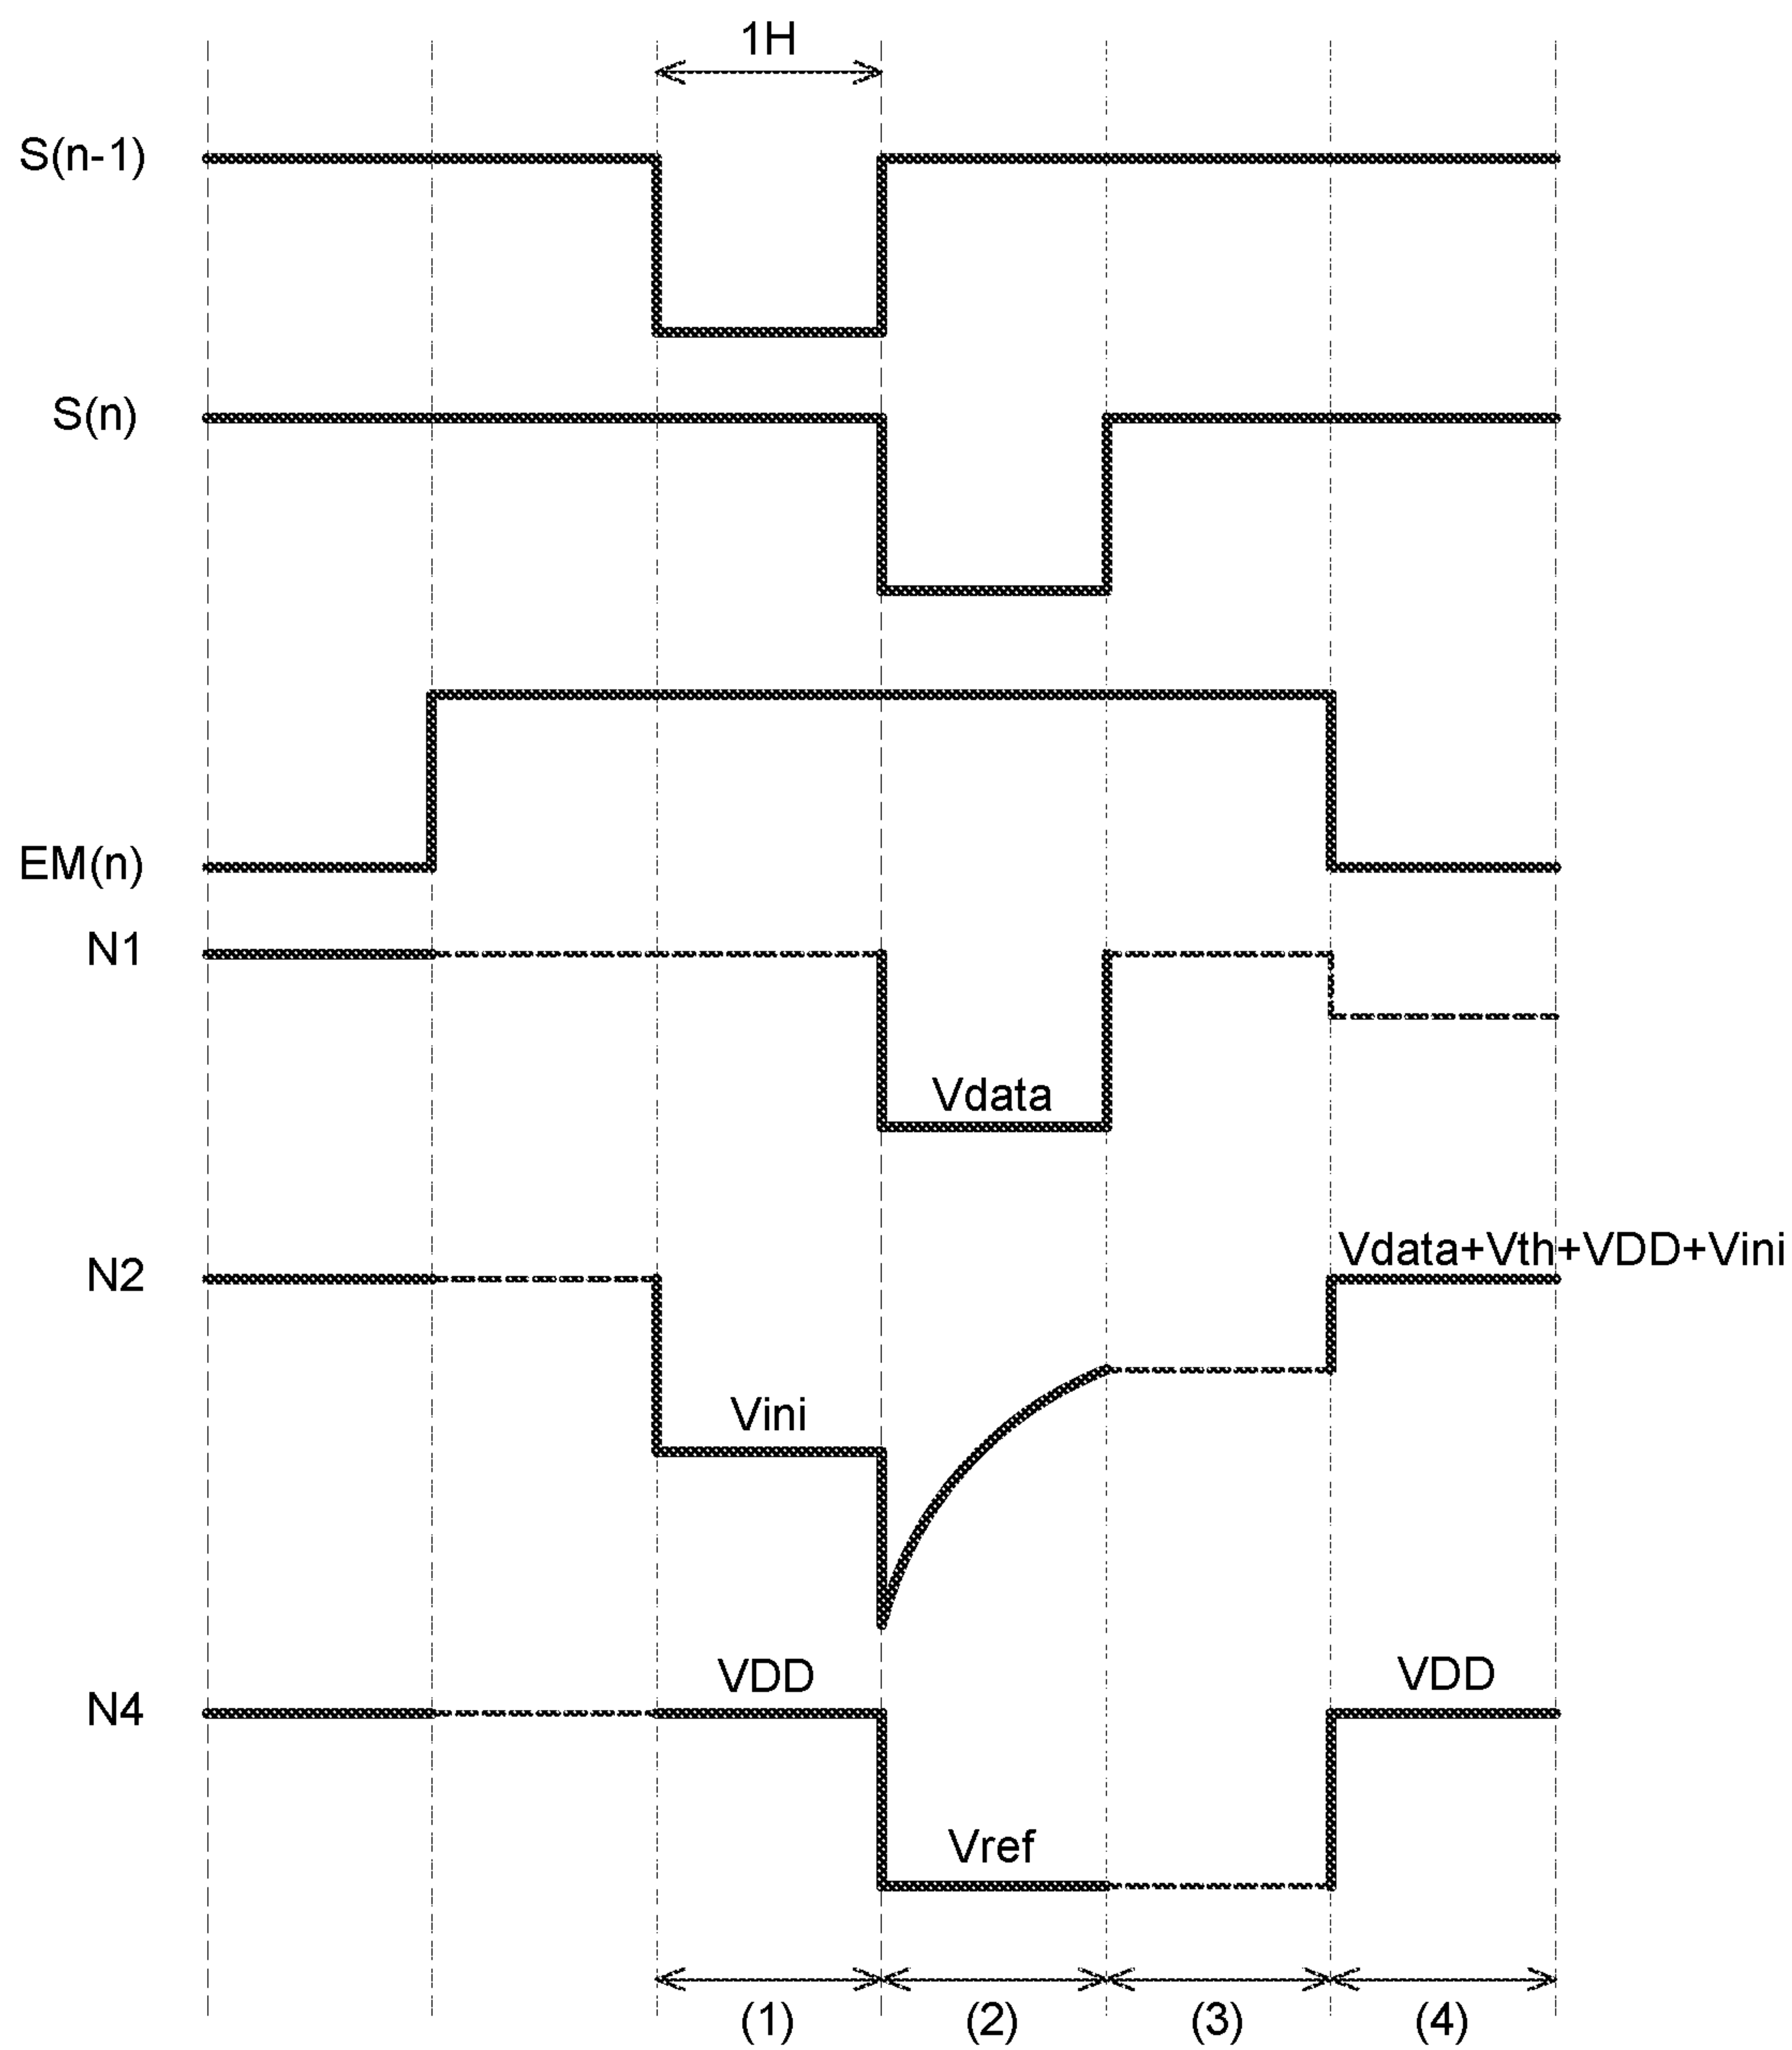 1H
S(n-1)
S(n)
EM(n)
N1
Vdata
Vdata+Vth+VDD+Vini
N2
Vini
VDD
VDD
N4
Vref
(1)
(2)
(3)
(4)